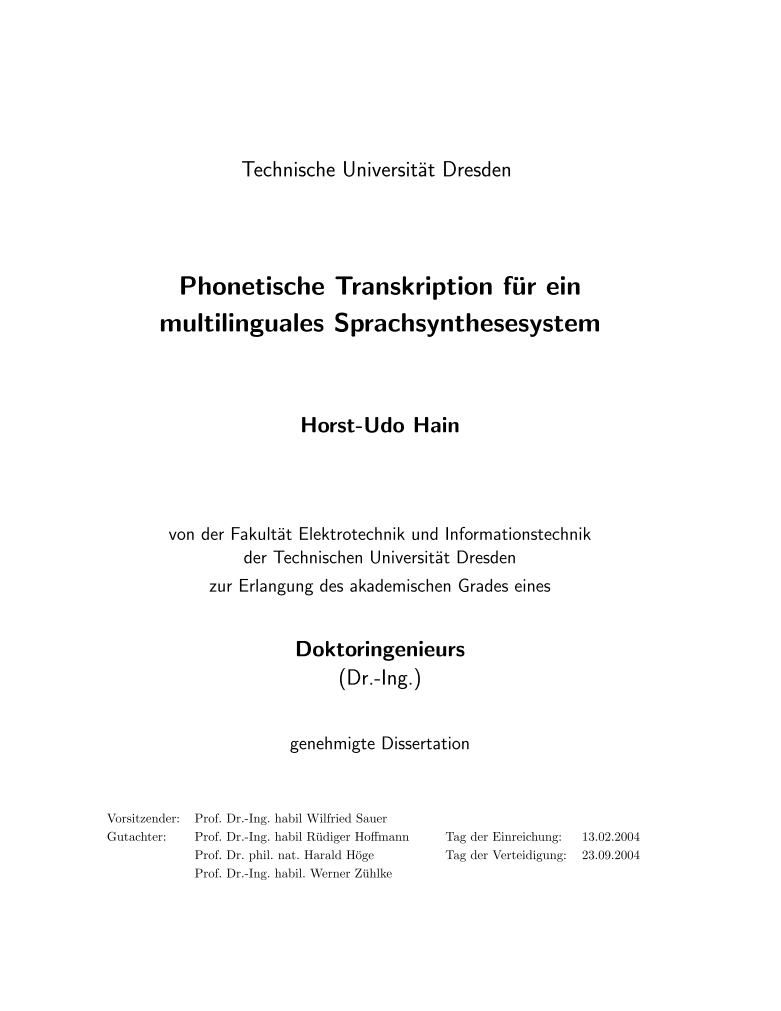 Technische Universität Dresden
Phonetische Transkription für ein
multilinguales Sprachsynthesesystem
Horst-Udo Hain
von der Fakultät Elektrotechnik und Informationstechnik
der Technischen Universität Dresden
zur Erlangung des akademischen Grades eines
Doktoringenieurs
(Dr.-Ing.)
genehmigte Dissertation
Vorsitzender: Prof. Dr.-Ing. habil Wilfried Sauer
Gutachter: Prof. Dr.-Ing. habil Rüdiger Hoffmann Tag der Einreichung: 13.02.2004
Prof. Dr. phil. nat. Harald Höge Tag der Verteidigung: 23.09.2004
Prof. Dr.-Ing. habil. Werner Zühlke